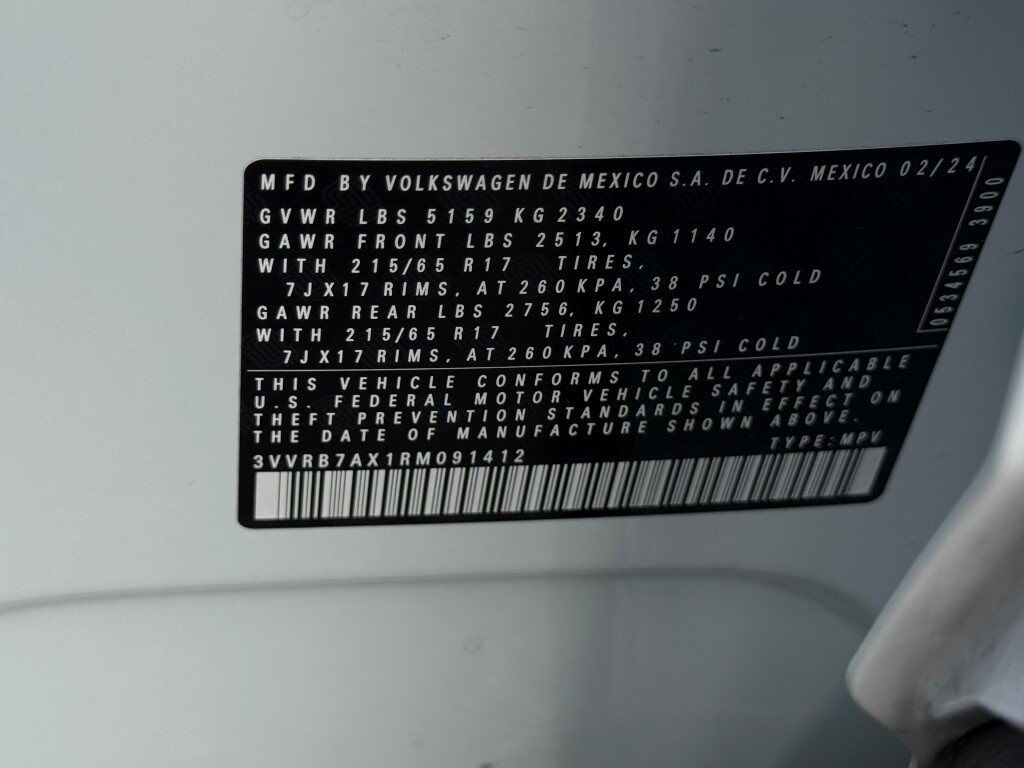 MFD BY VOLKSWAGEN DE MEXICO S.A. DE C.V. MEXICO 02/24
GVWR LBS 5159 KG 2340
GAWR FRONT LBS 2513, KG 1140
WITH 215/65 R17 TIRES,
7JX17 RIMS, AT 260 KPA, 38 PSI COLD
GAWR REAR LBS 2756, KG 1250
WITH 215/65 R17 TIRES,
7JX17 RIMS, AT 260 KPA, 38 PSI COLD
0534569 3900
THIS VEHICLE CONFORMS TO ALL APPLICABLE
U.S. FEDERAL MOTOR VEHICLE SAFETY AND
THEFT PREVENTION STANDARDS IN EFFECT ON
THE DATE OF MANUFACTURE SHOWN ABOVE.
TYPE: MPV
3VVRB7AX1RM091412